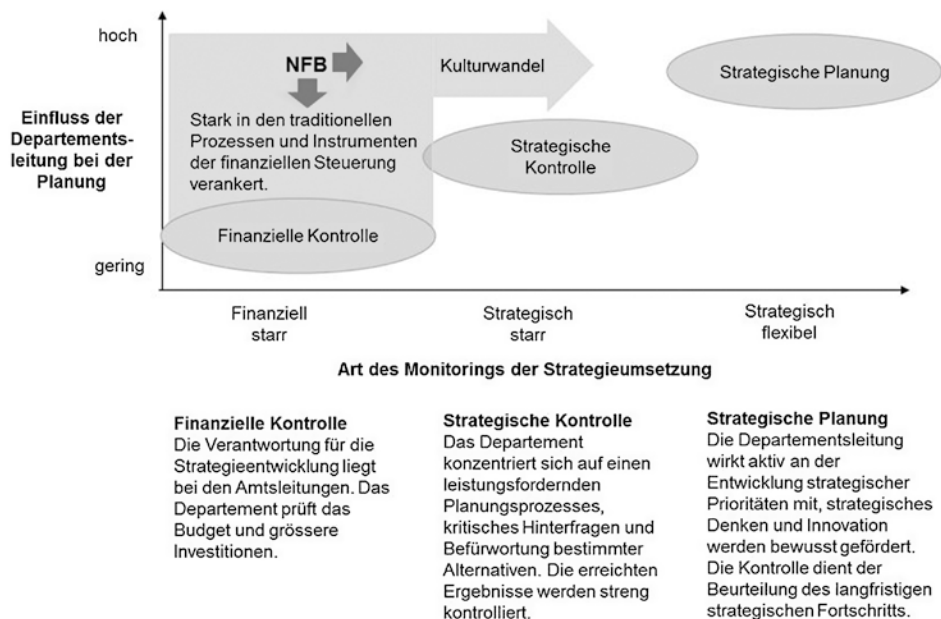 hoch
NFB
Kulturwandel
Strategische Planung
Einfluss der
Departements-
leitung bei der
Planung
Stark in den traditionellen
Prozessen und Instrumenten
der finanziellen Steuerung
verankert.
Strategische
Kontrolle
Finanzielle Kontrolle
gering
Finanziell
starr
Strategisch
starr
Strategisch
flexibel
Art des Monitorings der Strategieumsetzung
Finanzielle Kontrolle
Die Verantwortung für die
Strategieentwicklung liegt
bei den Amtsleitungen. Das
Departement prüft das
Budget und grössere
Investitionen.
Strategische Kontrolle
Das Departement
konzentriert sich auf einen
leistungsfordernden
Planungsprozesses,
kritisches Hinterfragen und
Befürwortung bestimmter
Alternativen. Die erreichten
Ergebnisse werden streng
kontrolliert.
Strategische Planung
Die Departementsleitung
wirkt aktiv an der
Entwicklung strategischer
Prioritäten mit, strategisches
Denken und Innovation
werden bewusst gefördert.
Die Kontrolle dient der
Beurteilung des langfristigen
strategischen Fortschritts.